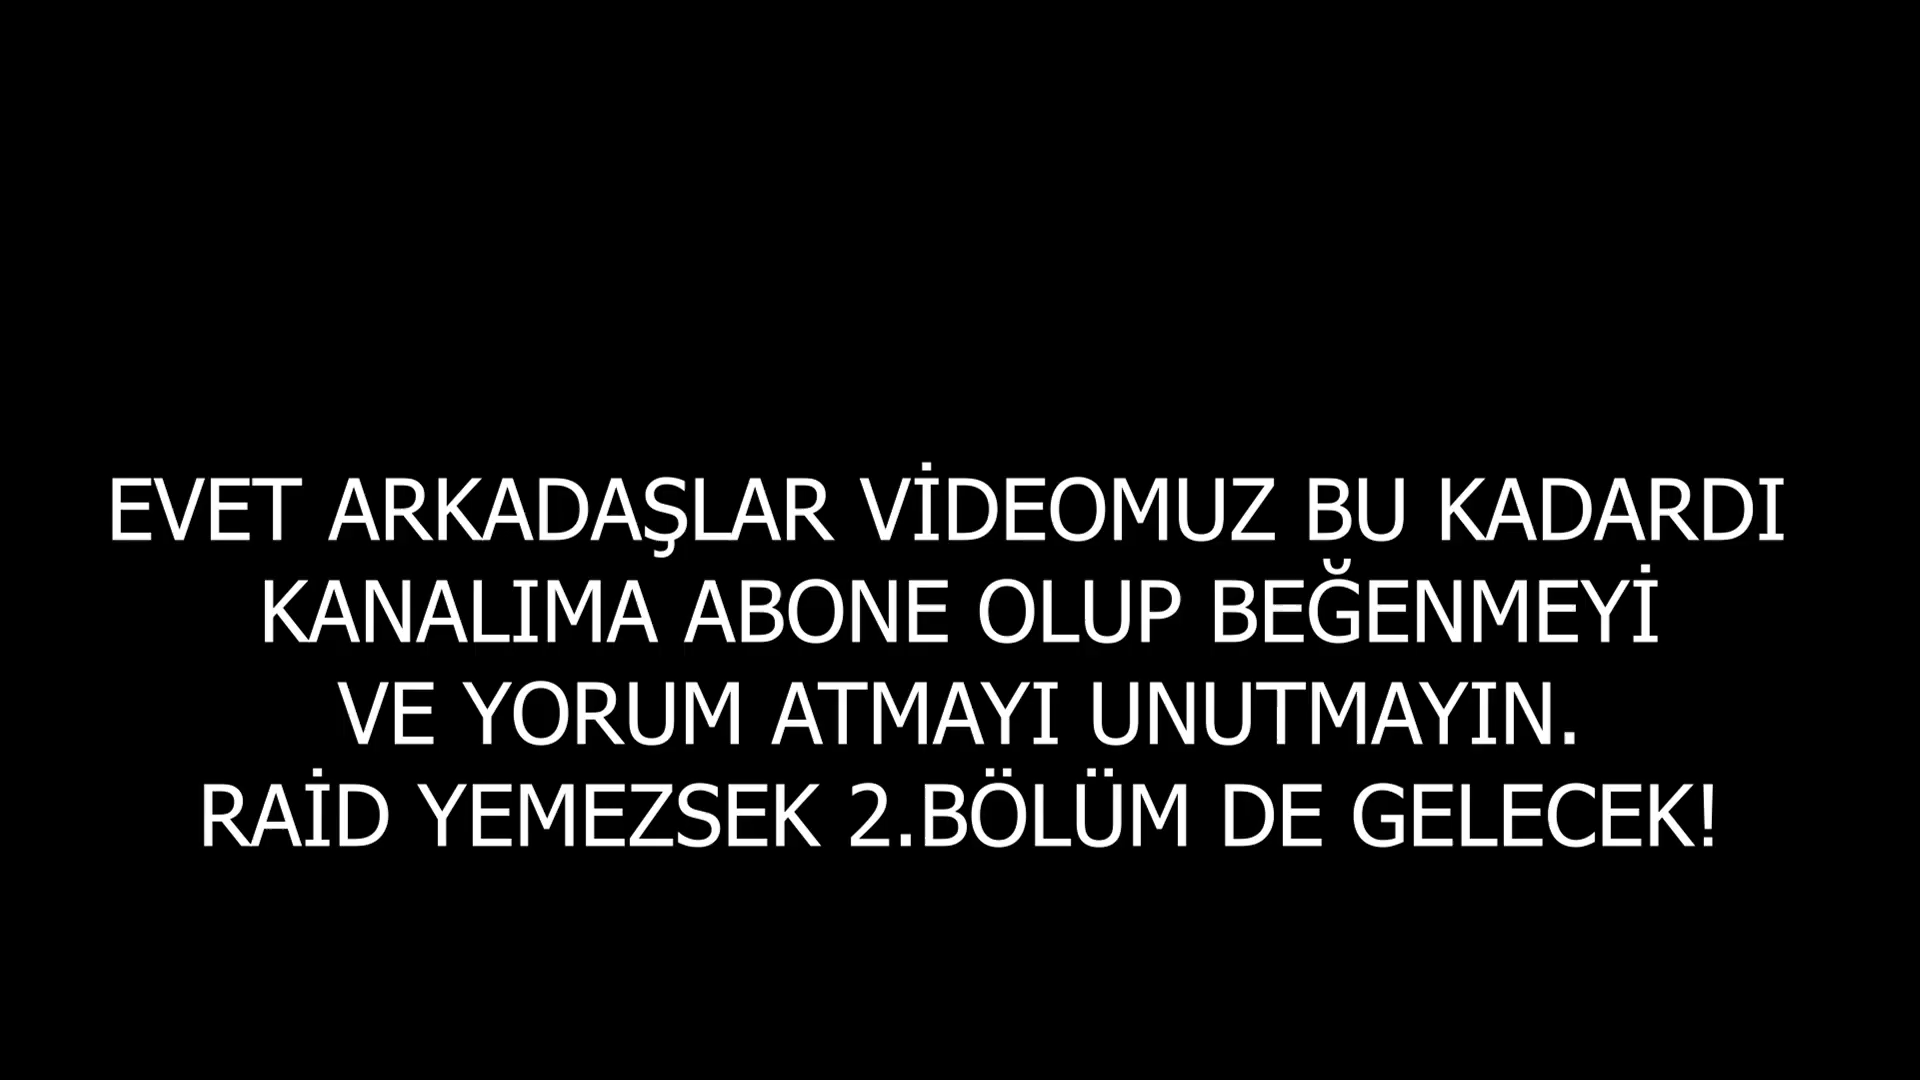 EVET ARKADAŞLAR VİDEOMUZ BU KADARDI
KANALIMA ABONE OLUP BEĞENMEYİ
VE YORUM ATMAYI UNUTMAYIN.
RAİD YEMEZSEK 2.BÖLÜM DE GELECEK!